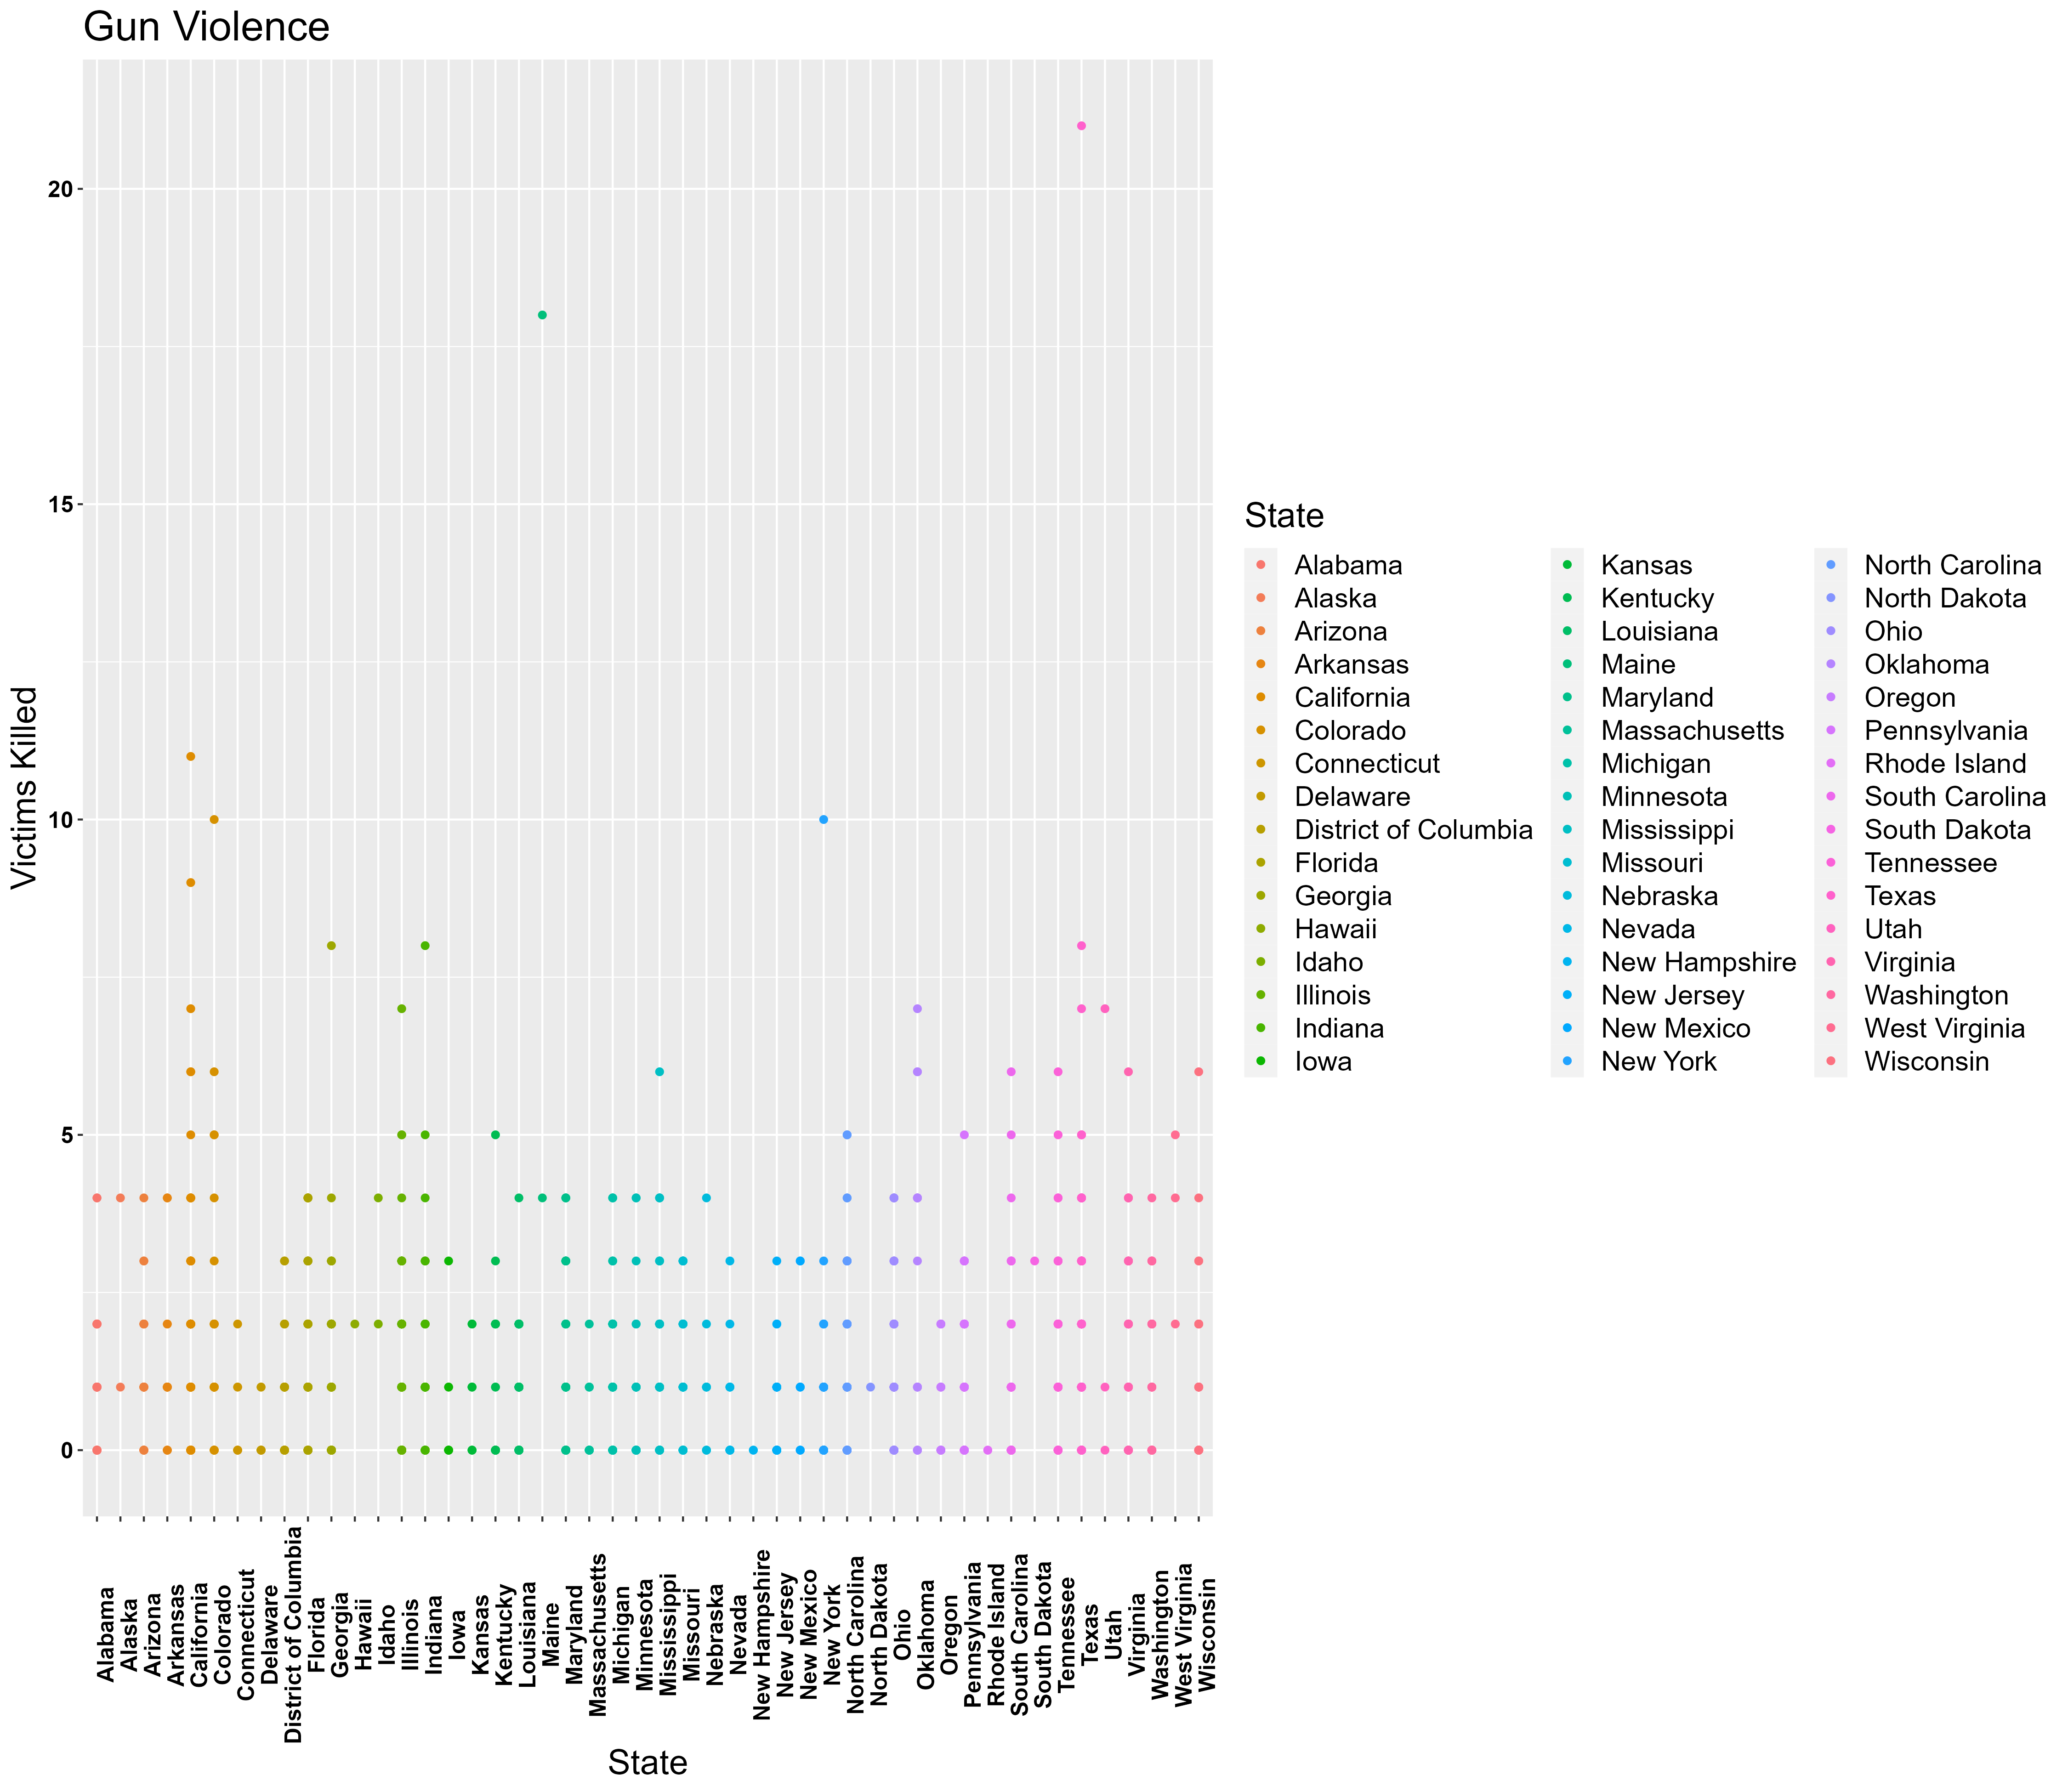 Gun Violence
Victims Killed
20
15
10
5
0
Alabama
Alaska
Arizona
Arkansas
California
Colorado
Connecticut
Delaware
District of Columbia
Florida
Georgia
Hawaii
Idaho
Illinois
Indiana
Iowa
Kansas
Kentucky
Louisiana
Maine
Maryland
Massachusetts
Michigan
Minnesota
Mississippi
Missouri
Nebraska
Nevada
New Hampshire
New Jersey
New Mexico
New York
North Carolina
North Dakota
Ohio
Oklahoma
Oregon
Pennsylvania
Rhode Island
South Carolina
South Dakota
Tennessee
Texas
Utah
Virginia
Washington
West Virginia
Wisconsin
State
State
Alabama
Alaska
Arizona
Arkansas
California
Colorado
Connecticut
Delaware
District of Columbia
Florida
Georgia
Hawaii
Idaho
Illinois
Indiana
Iowa
Kansas
Kentucky
Louisiana
Maine
Maryland
Massachusetts
Michigan
Minnesota
Mississippi
Missouri
Nebraska
Nevada
New Hampshire
New Jersey
New Mexico
New York
North Carolina
North Dakota
Ohio
Oklahoma
Oregon
Pennsylvania
Rhode Island
South Carolina
South Dakota
Tennessee
Texas
Utah
Virginia
Washington
West Virginia
Wisconsin